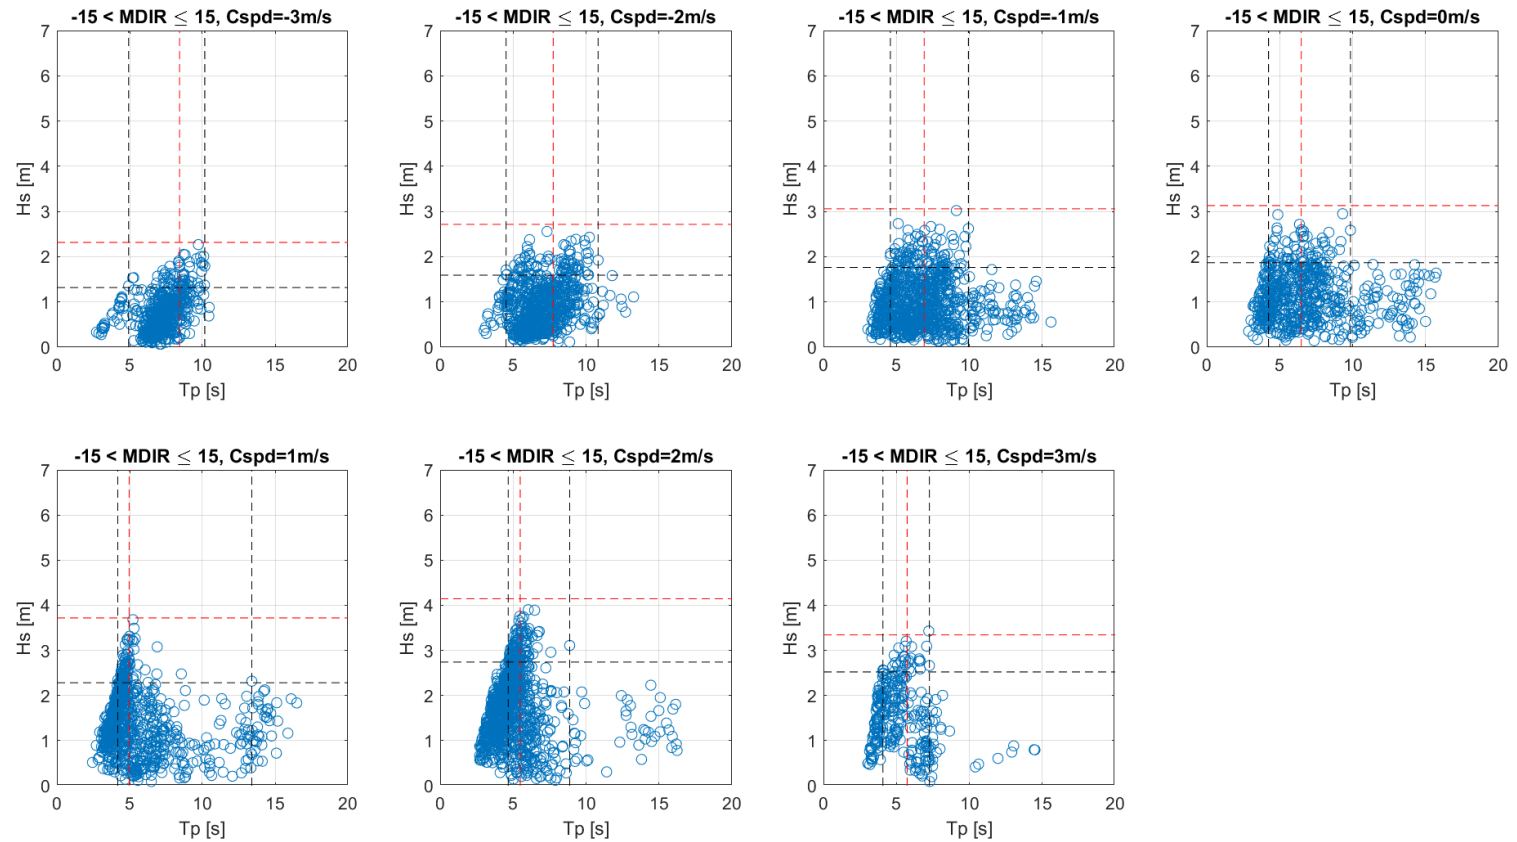 -15 < MDIR ≤ 15, Cspd=-3m/s
7
6
5
4
3
2
1
0
Hs [m]
0 5 10 15 20
Tp [s]
-15 < MDIR ≤ 15, Cspd=-2m/s
7
6
5
4
3
2
1
0
Hs [m]
0 5 10 15 20
Tp [s]
-15 < MDIR ≤ 15, Cspd=-1m/s
7
6
5
4
3
2
1
0
Hs [m]
0 5 10 15 20
Tp [s]
-15 < MDIR ≤ 15, Cspd=0m/s
7
6
5
4
3
2
1
0
Hs [m]
0 5 10 15 20
Tp [s]
-15 < MDIR ≤ 15, Cspd=1m/s
7
6
5
4
3
2
1
0
Hs [m]
0 5 10 15 20
Tp [s]
-15 < MDIR ≤ 15, Cspd=2m/s
7
6
5
4
3
2
1
0
Hs [m]
0 5 10 15 20
Tp [s]
-15 < MDIR ≤ 15, Cspd=3m/s
7
6
5
4
3
2
1
0
Hs [m]
0 5 10 15 20
Tp [s]